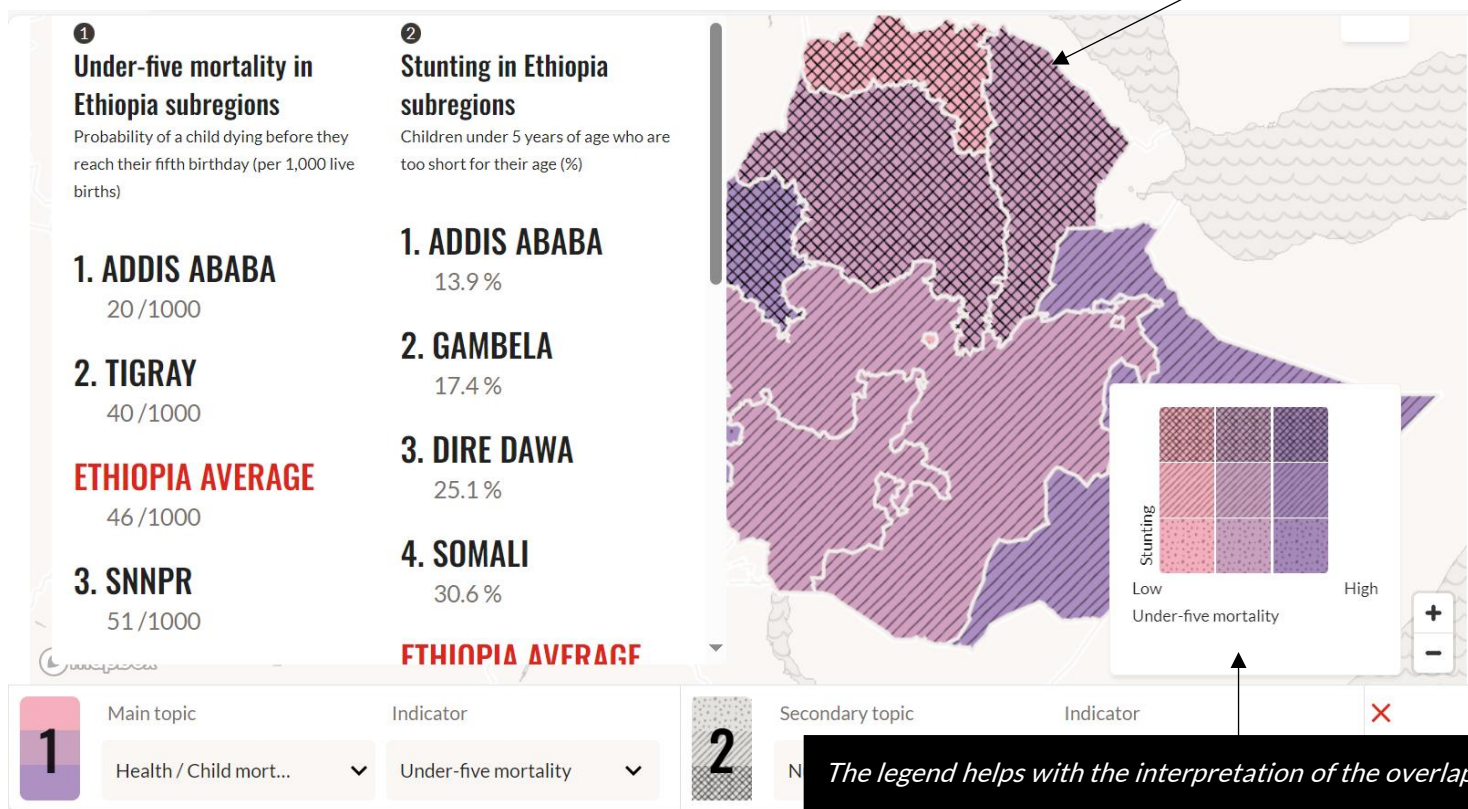 1
Under-five mortality in
Ethiopia subregions
Probability of a child dying before they
reach their fifth birthday (per 1,000 live
births)
1. ADDIS ABABA
20 /1000
2. TIGRAY
40 /1000
ETHIOPIA AVERAGE
46 /1000
3. SNNPR
51 /1000
2
Stunting in Ethiopia
subregions
Children under 5 years of age who are
too short for their age (%)
1. ADDIS ABABA
13.9 %
2. GAMBELA
17.4 %
3. DIRE DAWA
25.1 %
4. SOMALI
30.6 %
ETHIOPIA AVERAGE
Stunting
Low
High
Under-five mortality
+
−
1
Main topic
Indicator
Health / Child mort...
Under-five mortality
2
Secondary topic
Indicator
N
The legend helps with the interpretation of the overlap